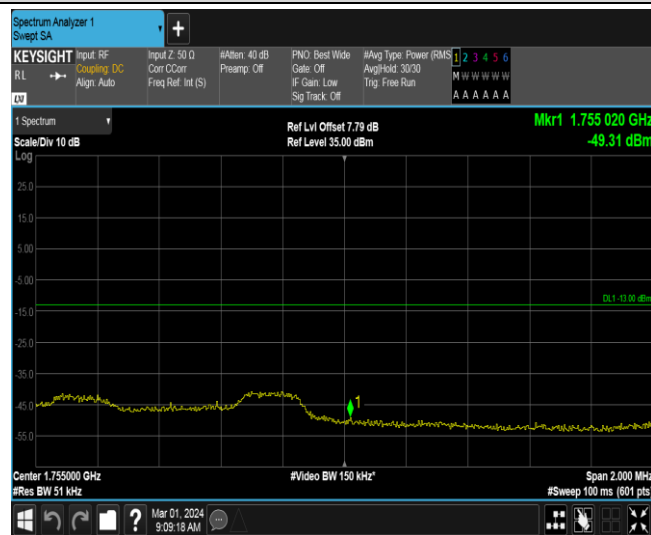 Spectrum Analyzer 1
Swept SA
+
KEYSIGHT Input: RF Input Z: 50 Ω #Atten: 40 dB PNO: Best Wide #Avg Type: Power (RMS 1 2 3 4 5 6
RL Coupling: DC Corr CCorr Preamp: Off Gate: Off Avg|Hold: 30/30 M W W W W W
Align: Auto Freq Ref: Int (S) IF Gain: Low Trig: Free Run
LXI Sig Track: Off A A A A A A
1 Spectrum
Ref Lvl Offset 7.79 dB Mkr1 1.755 020 GHz
Scale/Div 10 dB Ref Level 35.00 dBm -49.31 dBm
Log
25.0
15.0
5.00
-5.00
DL1 -13.00 dBm
-15.0
-25.0
-35.0
-45.0
1
-55.0
Center 1.755000 GHz #Video BW 150 kHz* Span 2.000 MHz
#Res BW 51 kHz #Sweep 100 ms (601 pts)
? Mar 01, 2024
9:09:18 AM